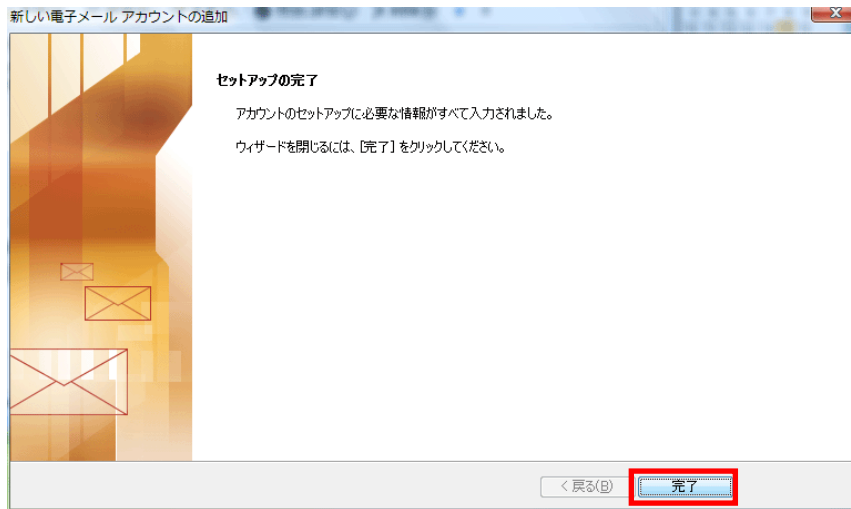 新しい電子メール アカウントの追加
セットアップの完了
アカウントのセットアップに必要な情報がすべて入力されました。
ウィザードを閉じるには、[完了] をクリックしてください。
< 戻る(B)
完了